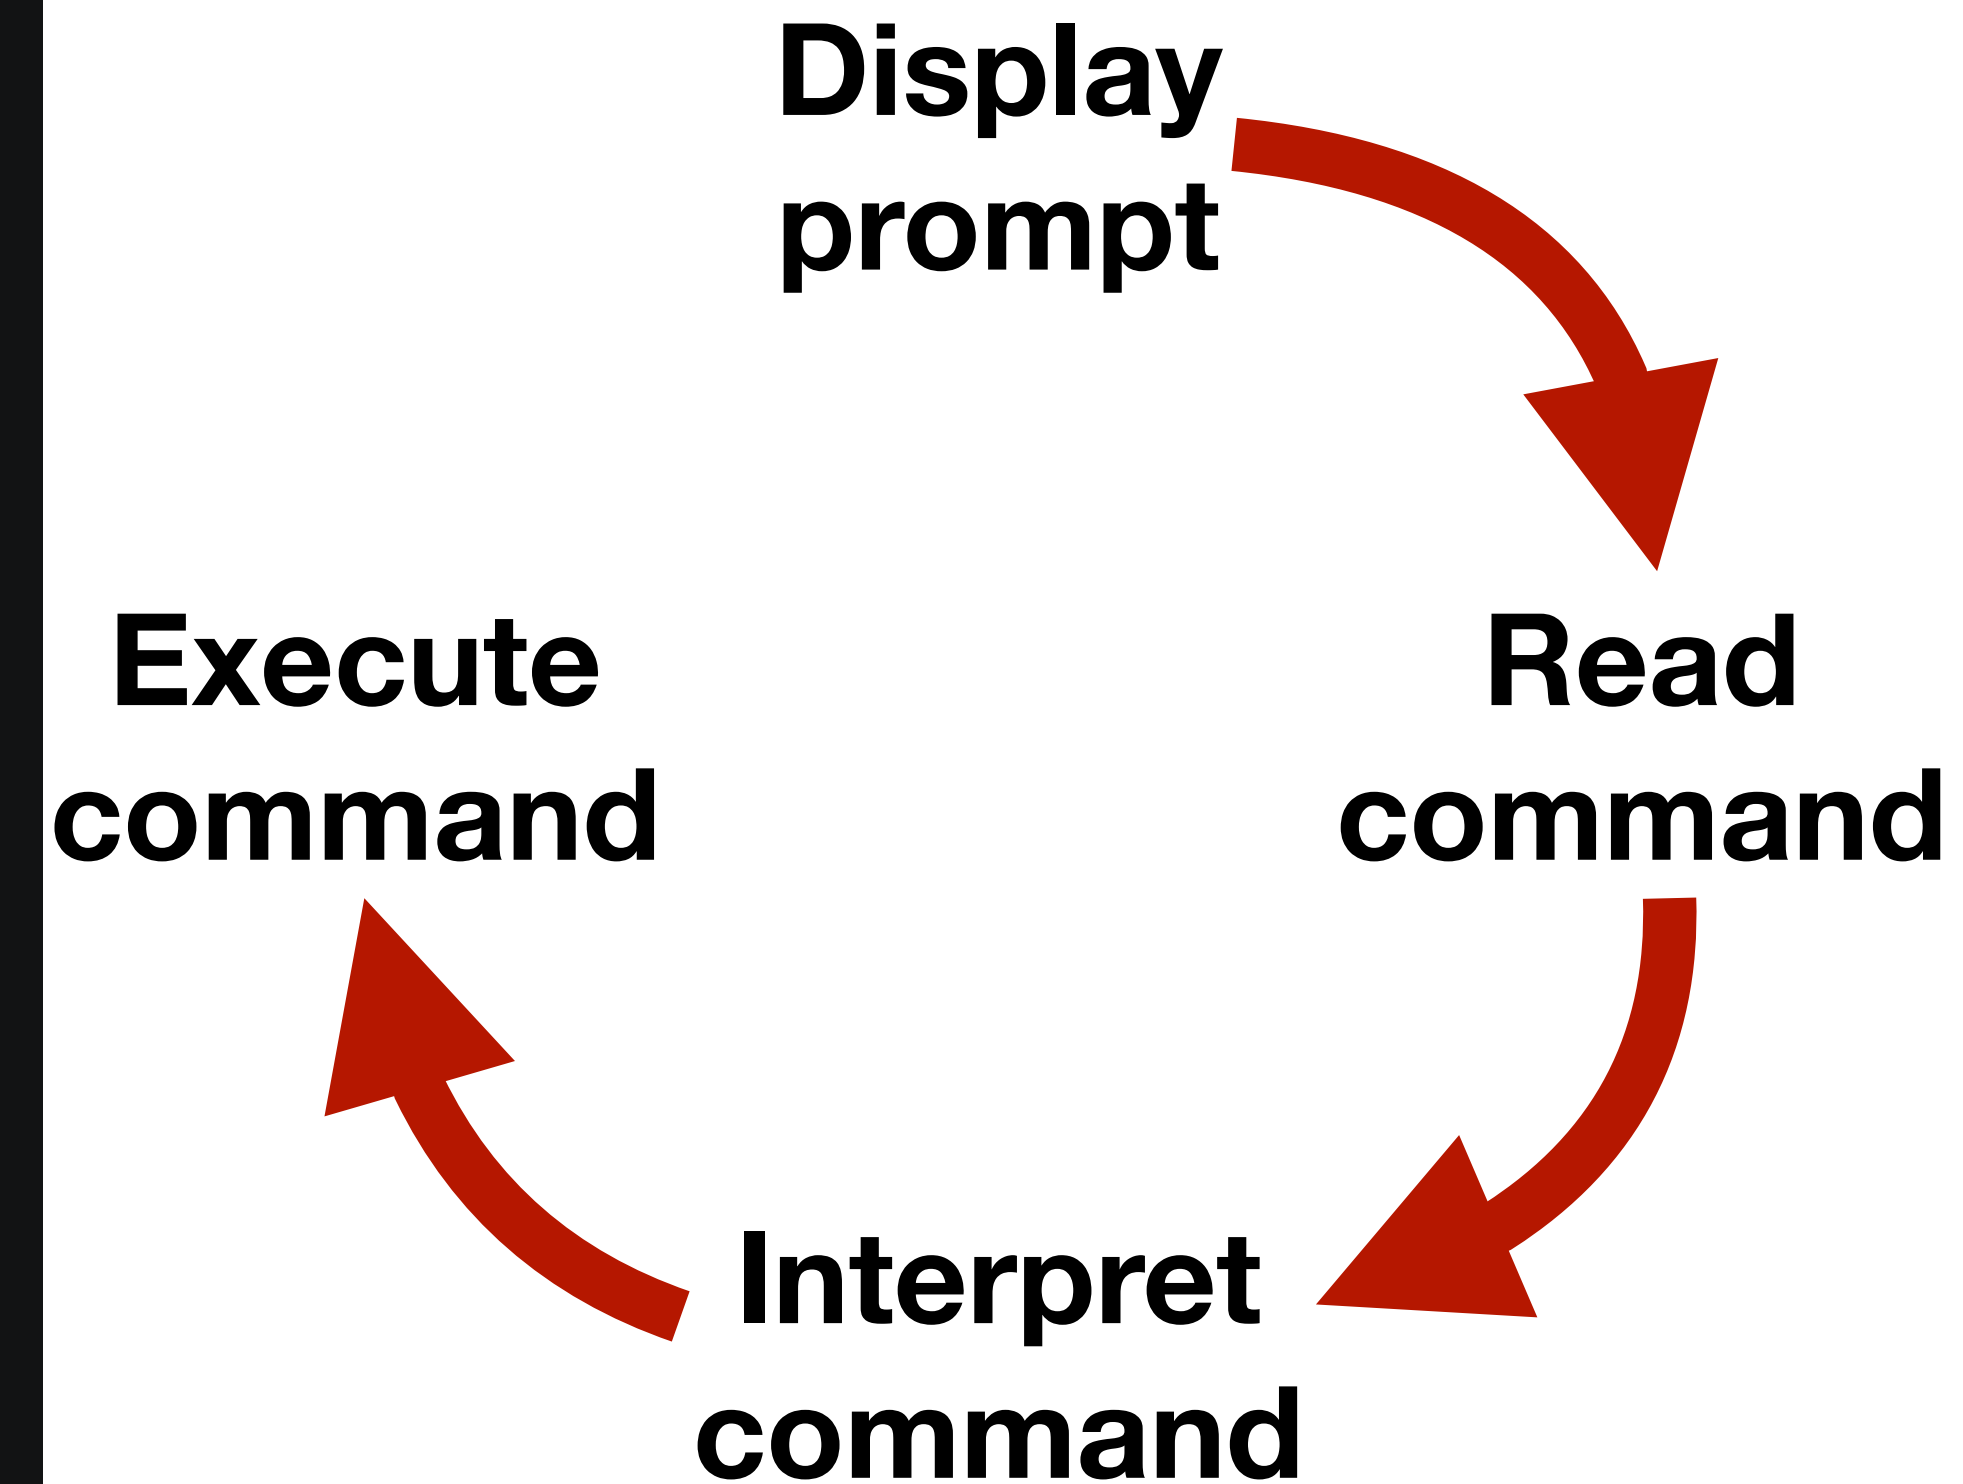 Display
prompt
Read
command
Interpret
command
Execute
command